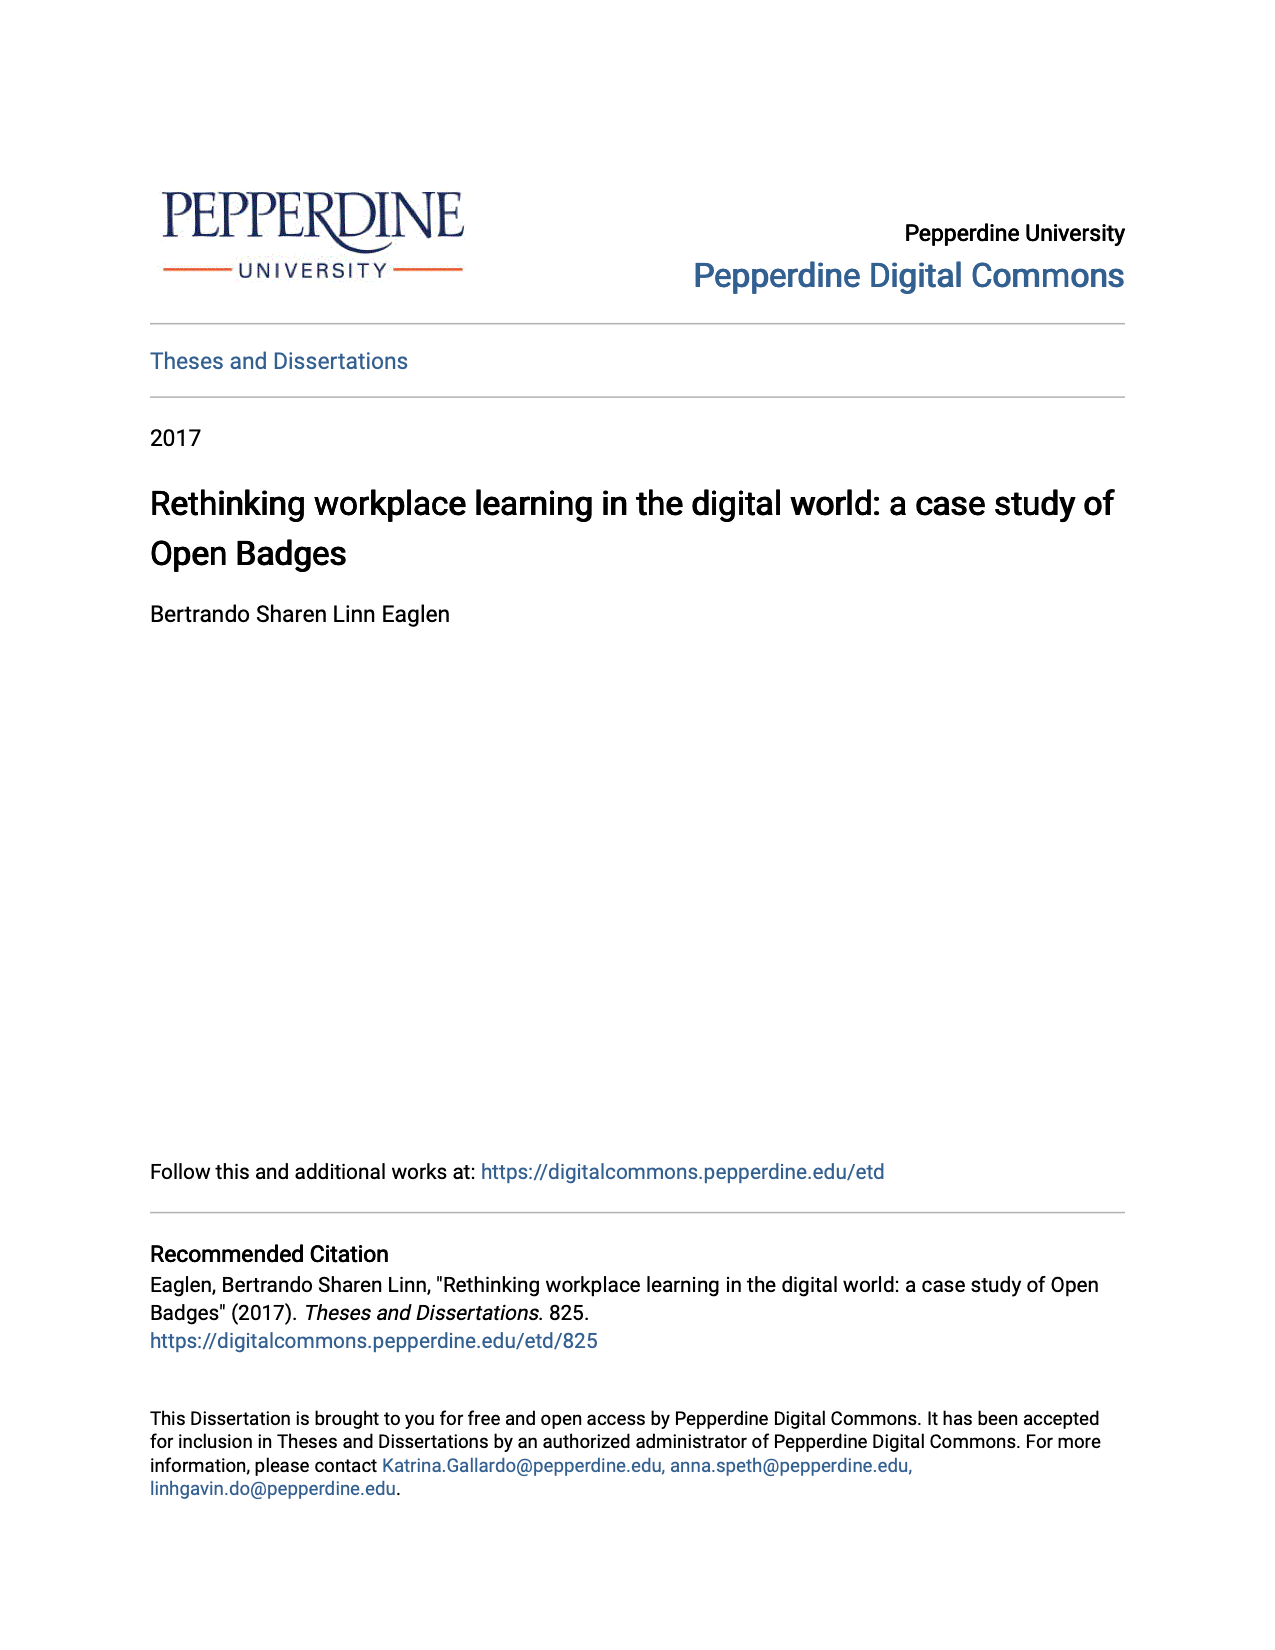 PEPPERDINE
UNIVERSITY
Pepperdine University
Pepperdine Digital Commons
Theses and Dissertations
2017
Rethinking workplace learning in the digital world: a case study of
Open Badges
Bertrando Sharen Linn Eaglen
Follow this and additional works at: https://digitalcommons.pepperdine.edu/etd
Recommended Citation
Eaglen, Bertrando Sharen Linn, "Rethinking workplace learning in the digital world: a case study of Open
Badges" (2017). Theses and Dissertations. 825.
https://digitalcommons.pepperdine.edu/etd/825
This Dissertation is brought to you for free and open access by Pepperdine Digital Commons. It has been accepted
for inclusion in Theses and Dissertations by an authorized administrator of Pepperdine Digital Commons. For more
information, please contact Katrina.Gallardo@pepperdine.edu, anna.speth@pepperdine.edu,
linhgavin.do@pepperdine.edu.